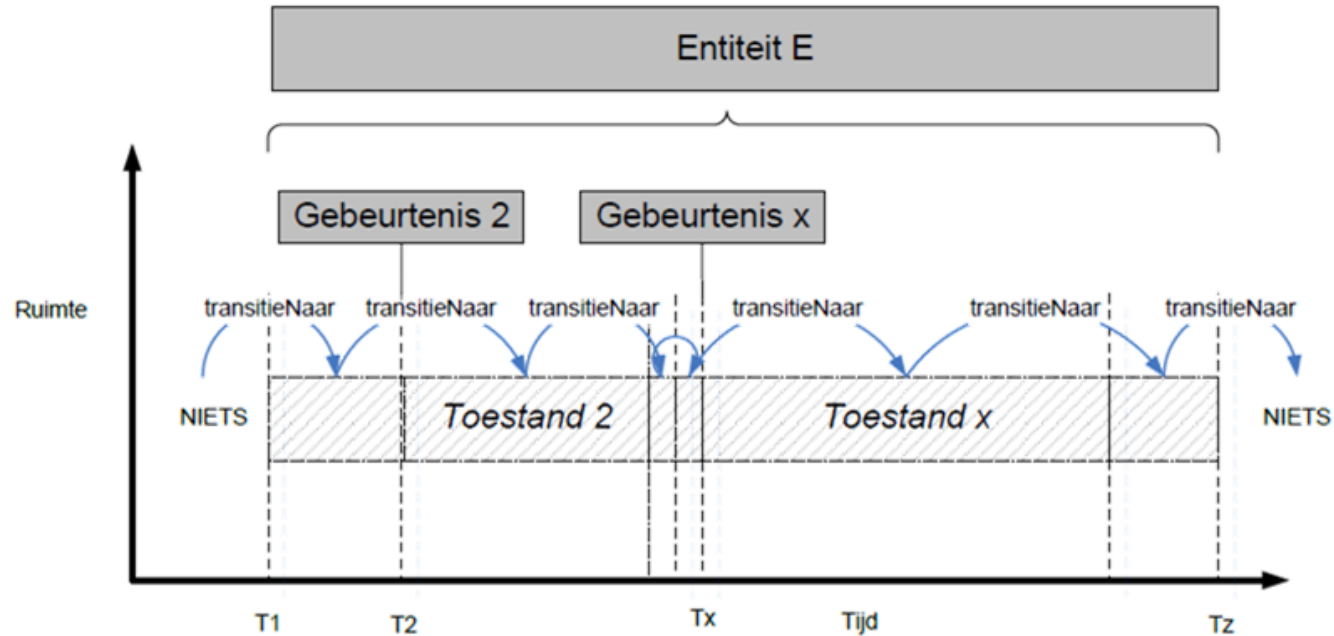 Entiteit E
Gebeurtenis 2
Gebeurtenis x
Ruimte
transitieNaar
transitieNaar
transitieNaar
transitieNaar
transitieNaar
transitieNaar
NIETS
Toestand 2
Toestand x
NIETS
T1
T2
Tx
Tijd
Tz